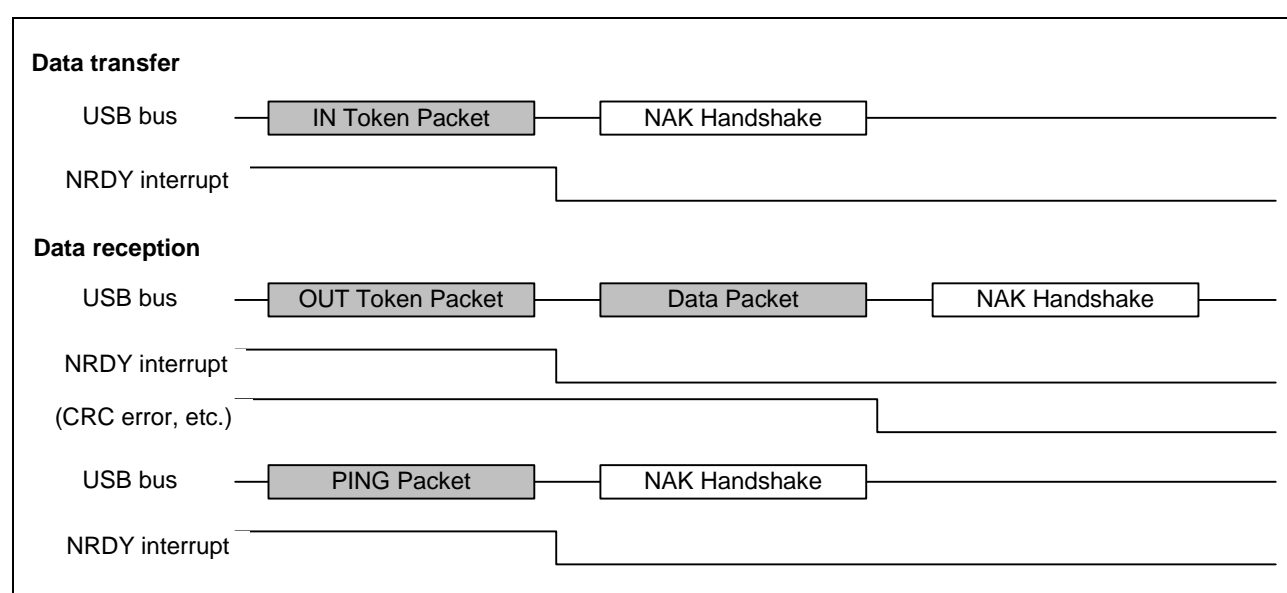 Data transfer
USB bus IN Token Packet NAK Handshake
NRDY interrupt
Data reception
USB bus OUT Token Packet Data Packet NAK Handshake
NRDY interrupt
(CRC error, etc.)
USB bus PING Packet NAK Handshake
NRDY interrupt